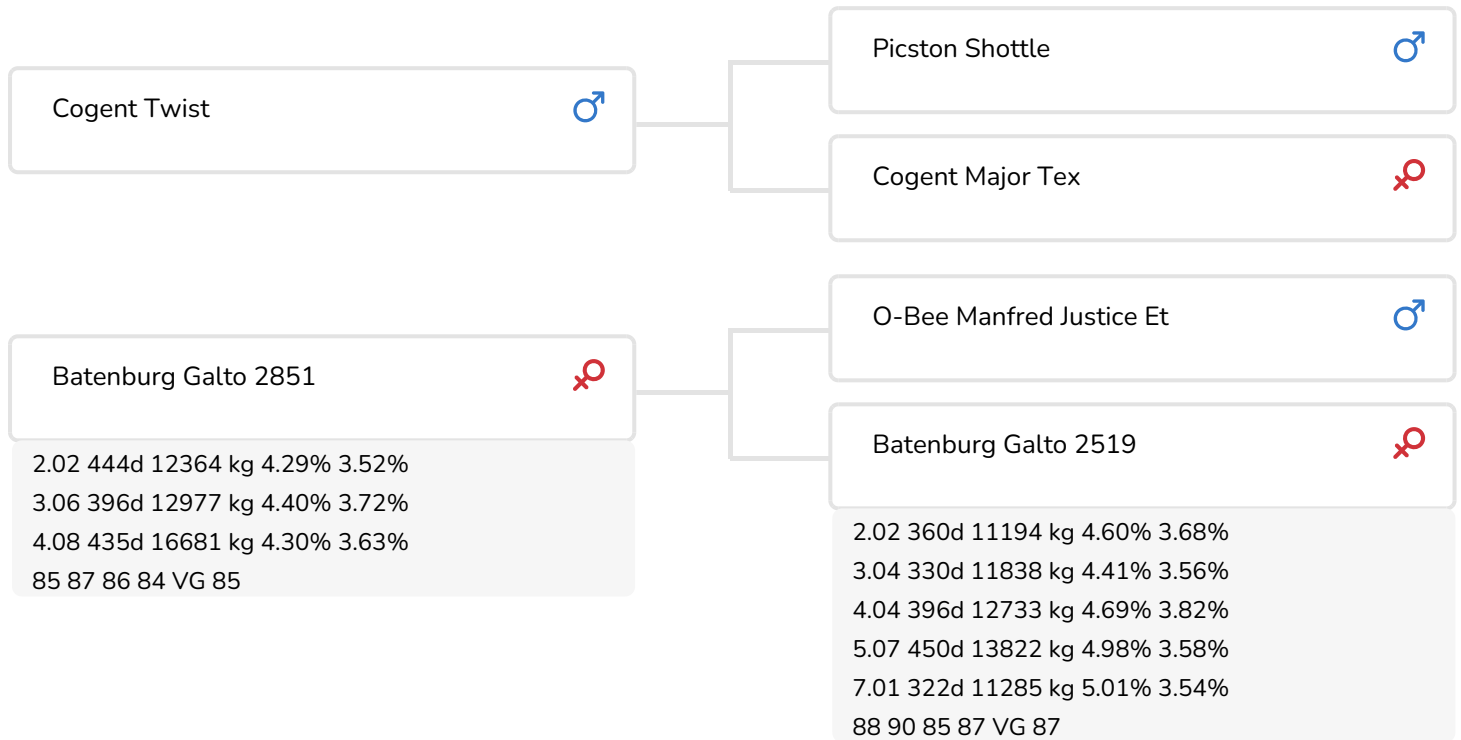 Picston Shottle
Cogent Twist
Cogent Major Tex
O-Bee Manfred Justice Et
Batenburg Galto 2851
2.02 444d 12364 kg 4.29% 3.52%
3.06 396d 12977 kg 4.40% 3.72%
4.08 435d 16681 kg 4.30% 3.63%
85 87 86 84 VG 85
Batenburg Galto 2519
2.02 360d 11194 kg 4.60% 3.68%
3.04 330d 11838 kg 4.41% 3.56%
4.04 396d 12733 kg 4.69% 3.82%
5.07 450d 13822 kg 4.98% 3.58%
7.01 322d 11285 kg 5.01% 3.54%
88 90 85 87 VG 87